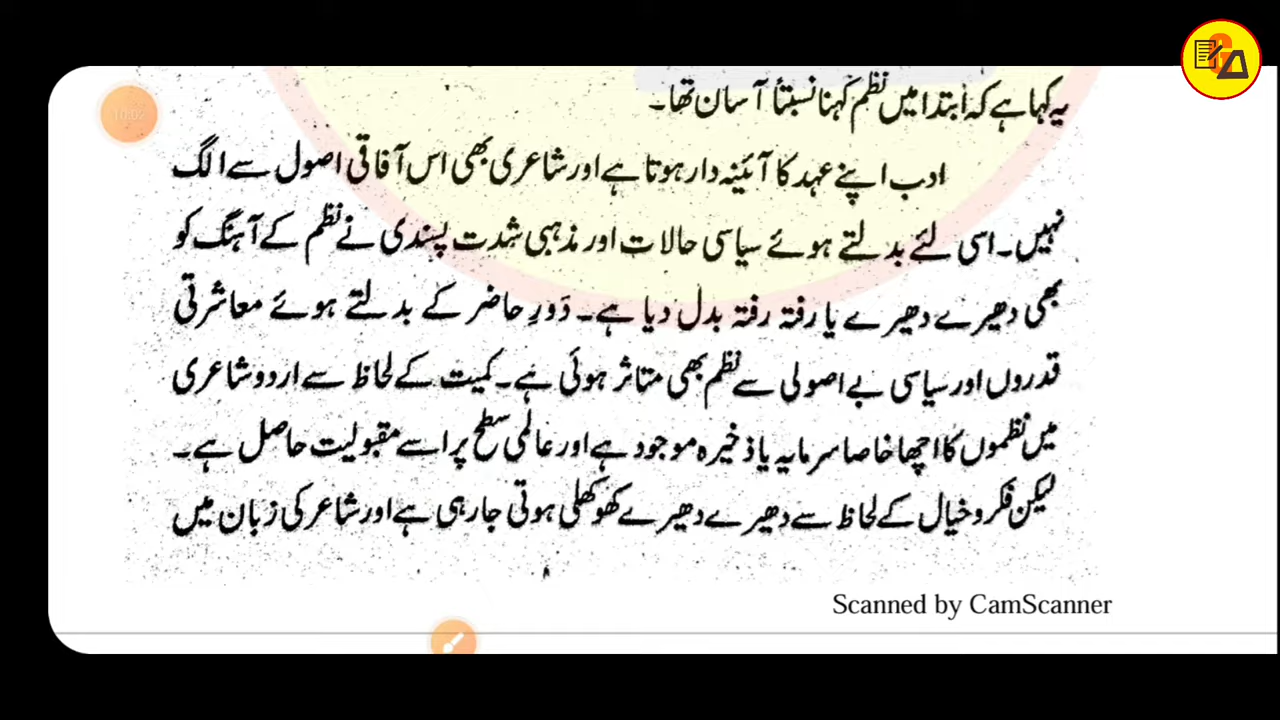 10:02
یہ کہا ہے کہ ابتدا میں نظم کہنا نسبتاً آسان تھا۔
ادب اپنے عہد کا آئینہ دار ہوتا ہے اور شاعری بھی اس آفاقی اصول سے الگ
نہیں۔ اسی لئے بدلتے ہوئے سیاسی حالات اور مذہبی شدت پسندی نے نظم کے آہنگ کو
بھی دھیرے دھیرے یا رفتہ رفتہ بدل دیا ہے۔ دَورِ حاضر کے بدلتے ہوئے معاشرتی
قدروں اور سیاسی بے اصولی سے نظم بھی متاثر ہوئی ہے۔ کمیت کے لحاظ سے اردو شاعری
میں نظموں کا اچھا خاصا سرمایہ یا ذخیرہ موجود ہے اور عالمی سطح پر اسے مقبولیت حاصل ہے۔
لیکن فکر و خیال کے لحاظ سے دھیرے دھیرے کھوکھلی ہوتی جا رہی ہے اور شاعر کی زبان میں
۸
Scanned by CamScanner